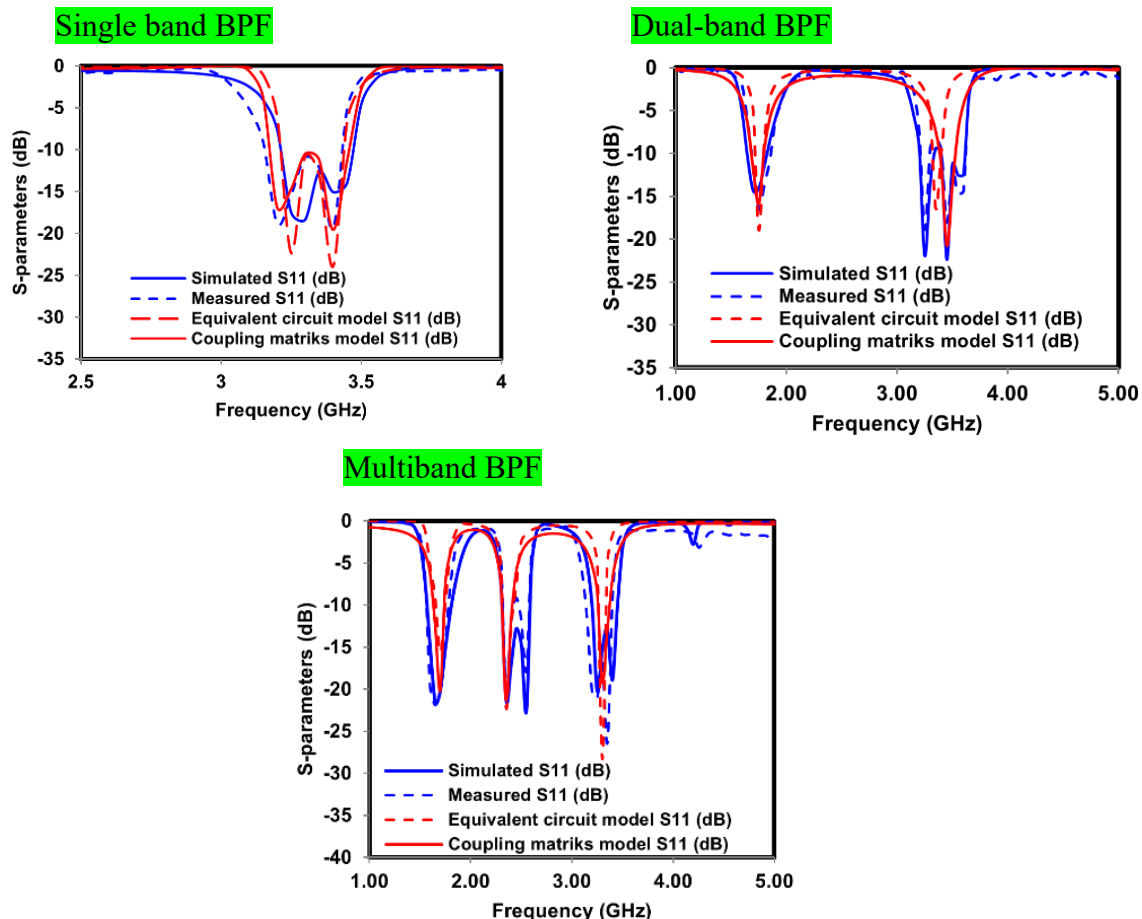 Single band BPF
0
-5
-10
-15
-20
-25
-30
-35
S-parameters (dB)
Simulated S11 (dB)
Measured S11 (dB)
Equivalent circuit model S11 (dB)
Coupling matriks model S11 (dB)
2.5 3 3.5 4
Frequency (GHz)
Dual-band BPF
0
-5
-10
-15
-20
-25
-30
-35
S-parameters (dB)
Simulated S11 (dB)
Measured S11 (dB)
Equivalent circuit model S11 (dB)
Coupling matriks model S11 (dB)
1.00 2.00 3.00 4.00 5.00
Frequency (GHz)
Multiband BPF
0
-5
-10
-15
-20
-25
-30
-35
-40
S-parameters (dB)
Simulated S11 (dB)
Measured S11 (dB)
Equivalent circuit model S11 (dB)
Coupling matriks model S11 (dB)
1.00 2.00 3.00 4.00 5.00
Frequency (GHz)